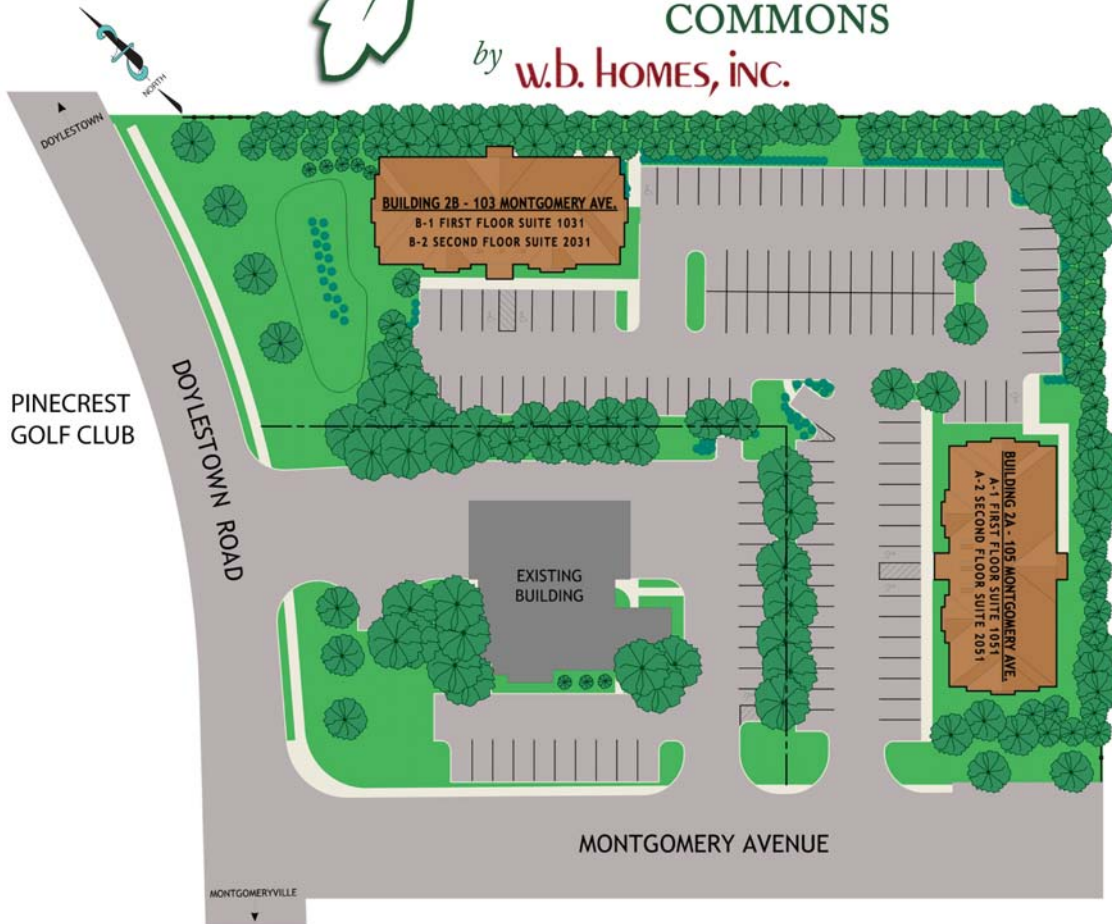 COMMONS
by w.b. HOMES, iNC.
NORTH
DOYLESTOWN
BUILDING 2B - 103 MONTGOMERY AVE.
B-1 FIRST FLOOR SUITE 1031
B-2 SECOND FLOOR SUITE 2031
PINECREST
GOLF CLUB
DOYLESTOWN ROAD
BUILDING 2A - 105 MONTGOMERY AVE.
A-1 FIRST FLOOR SUITE 1051
A-2 SECOND FLOOR SUITE 2051
EXISTING
BUILDING
MONTGOMERY AVENUE
MONTGOMERYVILLE